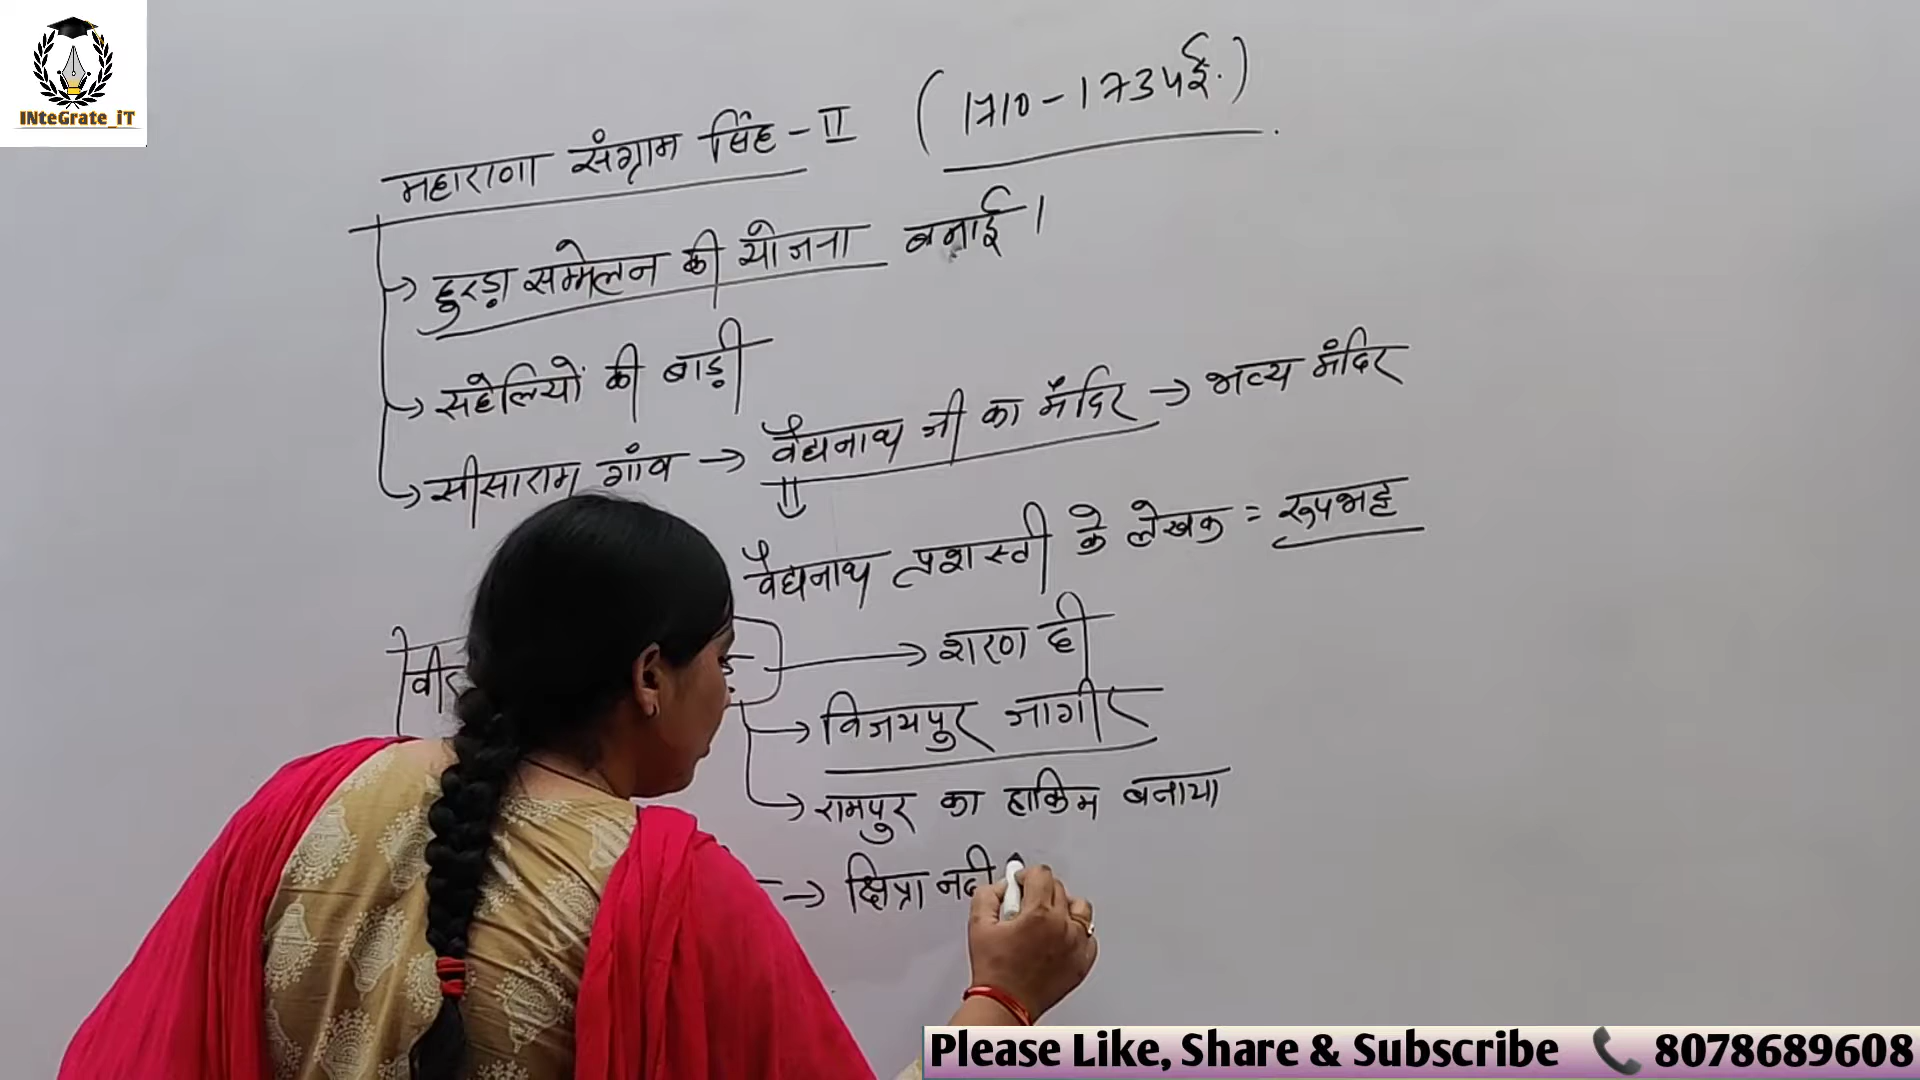 INteGrate_iT
महाराणा संग्राम सिंह - II (1710 - 1734ई.)
→ हुरड़ा सम्मेलन की योजना बनाई।
→ सहेलियों की बाड़ी
→ सीसाराम गांव → वैद्यनाथ जी का मंदिर → भव्य मंदिर
वैद्यनाथ प्रशस्ती के लेखक = रूपभट्ट
→ शरण दी
→ विजयपुर जागीर
→ रामपुर का हाकिम बनाया
→ क्षिप्रा नदी
Please Like, Share & Subscribe 8078689608